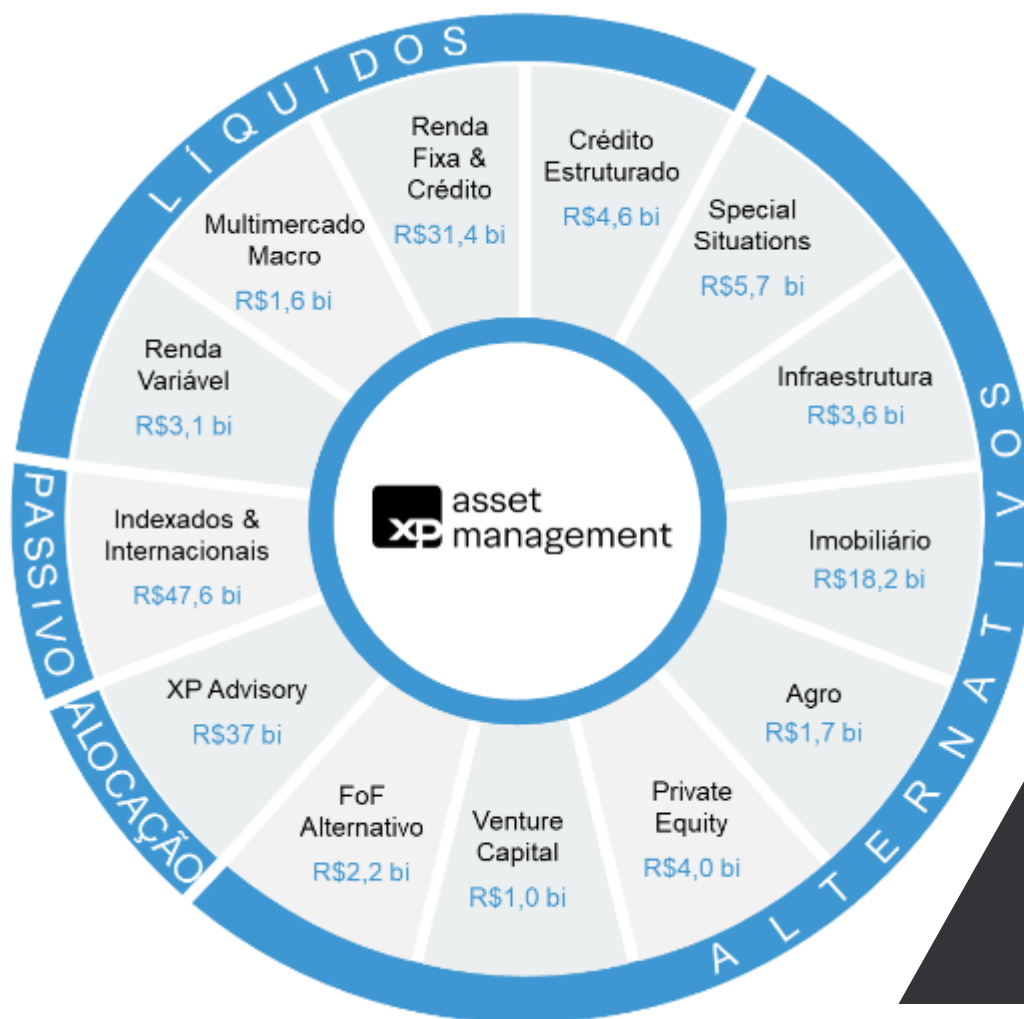 LÍQUIDOS
Renda
Fixa &
Crédito
R$31,4 bi
Crédito
Estruturado
R$4,6 bi
Special
Situations
R$5,7 bi
Multimercado
Macro
R$1,6 bi
Renda
Variável
R$3,1 bi
Infraestrutura
R$3,6 bi
ALTERNATIVOS
PASSIVO
Indexados &
Internacionais
R$47,6 bi
XP asset
management
Imobiliário
R$18,2 bi
ALOCAÇÃO
XP Advisory
R$37 bi
Agro
R$1,7 bi
FoF
Alternativo
R$2,2 bi
Venture
Capital
R$1,0 bi
Private
Equity
R$4,0 bi